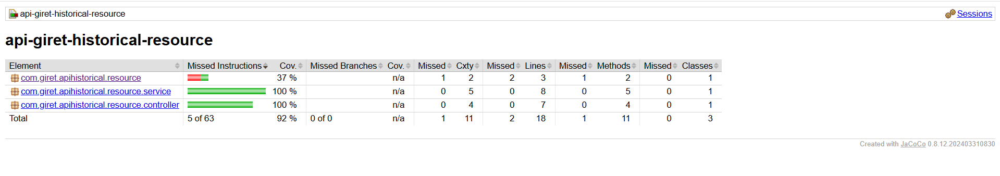 api-giret-historical-resource Sessions
api-giret-historical-resource
Element Missed Instructions Cov. Missed Branches Cov. Missed Cxty Missed Lines Missed Methods Missed Classes
com.giret.apihistorical.resource 37 % n/a 1 2 2 3 1 2 0 1
com.giret.apihistorical.resource.service 100 % n/a 0 5 0 8 0 5 0 1
com.giret.apihistorical.resource.controller 100 % n/a 0 4 0 7 0 4 0 1
Total 5 of 63 92 % 0 of 0 n/a 1 11 2 18 1 11 0 3
Created with JaCoCo 0.8.12.202403310830